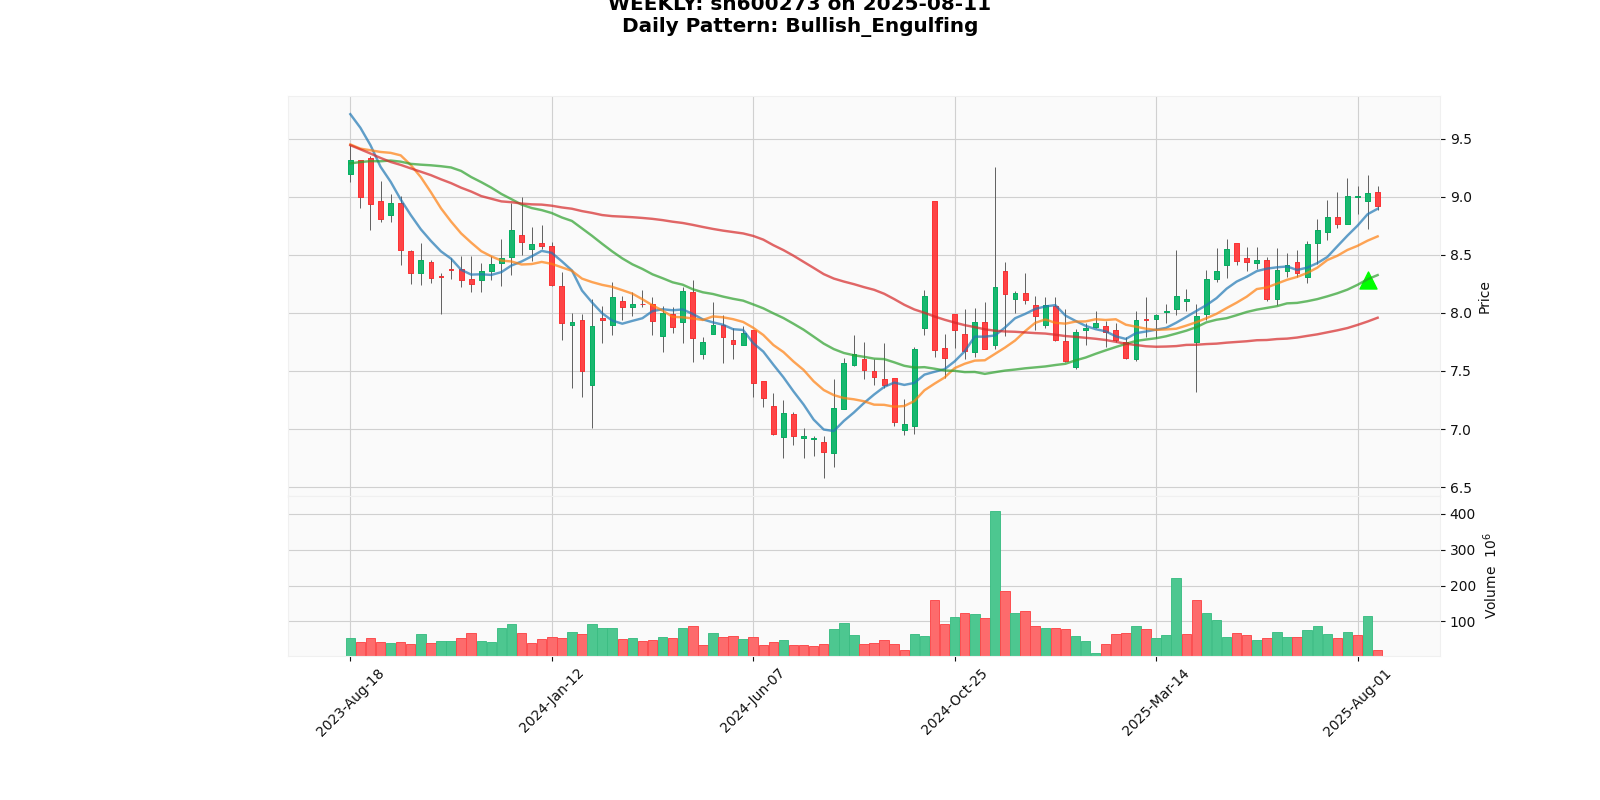 WEEKLY: sh600273 on 2025-08-11
Daily Pattern: Bullish_Engulfing
9.5
9.0
8.5
8.0
7.5
7.0
6.5
Price
400
300
200
100
Volume 10⁶
2023-Aug-18
2024-Jan-12
2024-Jun-07
2024-Oct-25
2025-Mar-14
2025-Aug-01